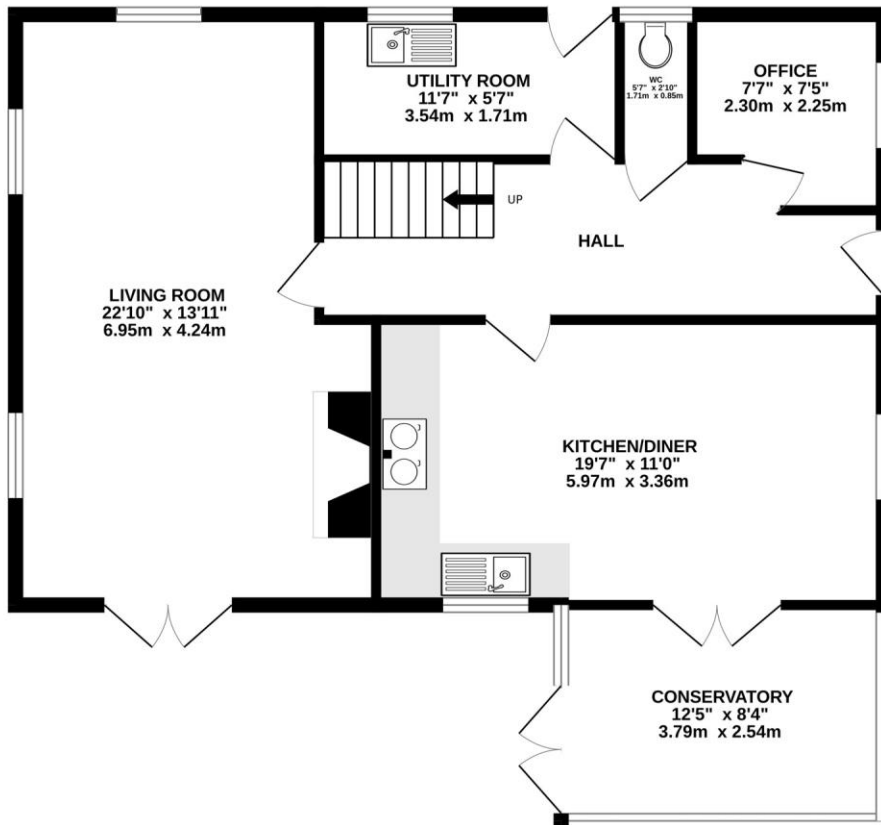 UTILITY ROOM
11'7" x 5'7"
3.54m x 1.71m
WC
5'7" x 2'10"
1.71m x 0.85m
OFFICE
7'7" x 7'5"
2.30m x 2.25m
UP
HALL
LIVING ROOM
22'10" x 13'11"
6.95m x 4.24m
KITCHEN/DINER
19'7" x 11'0"
5.97m x 3.36m
CONSERVATORY
12'5" x 8'4"
3.79m x 2.54m